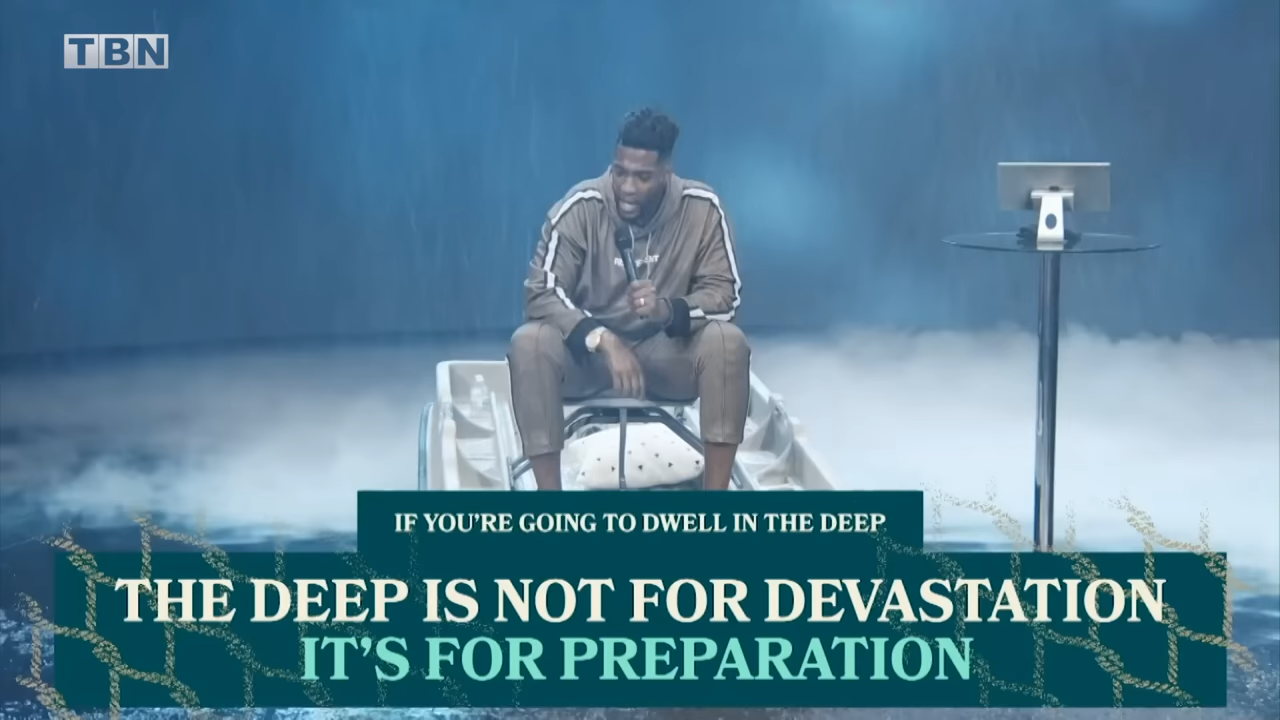 TBN
IF YOU'RE GOING TO DWELL IN THE DEEP
THE DEEP IS NOT FOR DEVASTATION
IT'S FOR PREPARATION